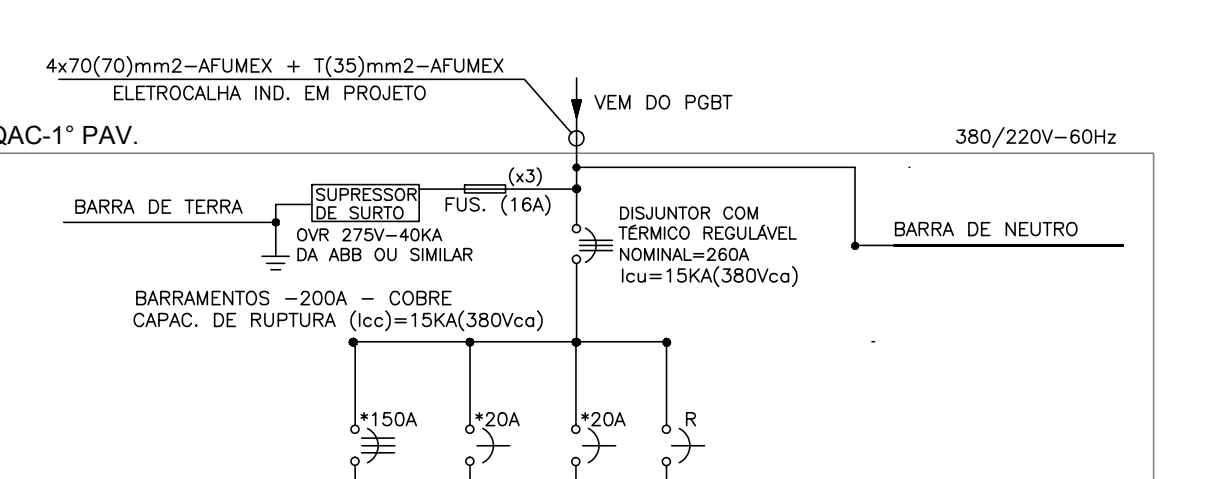 4x70(70)mm2-AFUMEX + T(35)mm2-AFUMEX
ELETROCALHA IND. EM PROJETO
VEM DO PGBT
QAC-1° PAV.
380/220V-60Hz
(x3)
SUPRESSOR
DE SURTO
FUS. (16A)
BARRA DE TERRA
OVR 275V-40KA
DA ABB OU SIMILAR
DISJUNTOR COM
TÉRMICO REGULÁVEL
NOMINAL=260A
Icu=15KA(380Vca)
BARRA DE NEUTRO
BARRAMENTOS -200A - COBRE
CAPAC. DE RUPTURA (Icc)=15KA(380Vca)
*150A
*20A
*20A
R